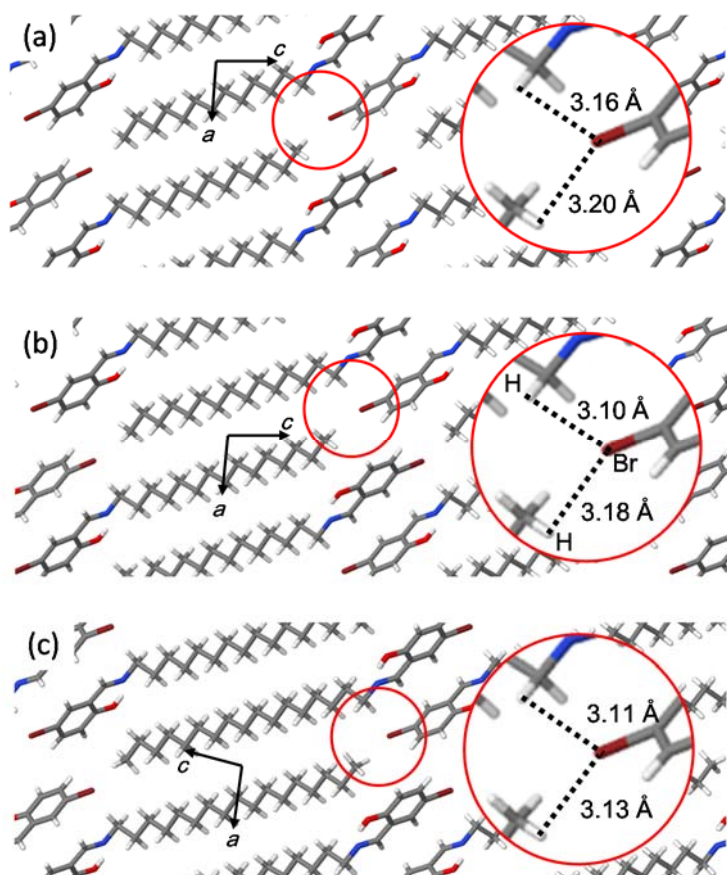 (a)
c
a
3.16 Å
3.20 Å
(b)
c
a
H
3.10 Å
Br
3.18 Å
H
(c)
c
a
3.11 Å
3.13 Å